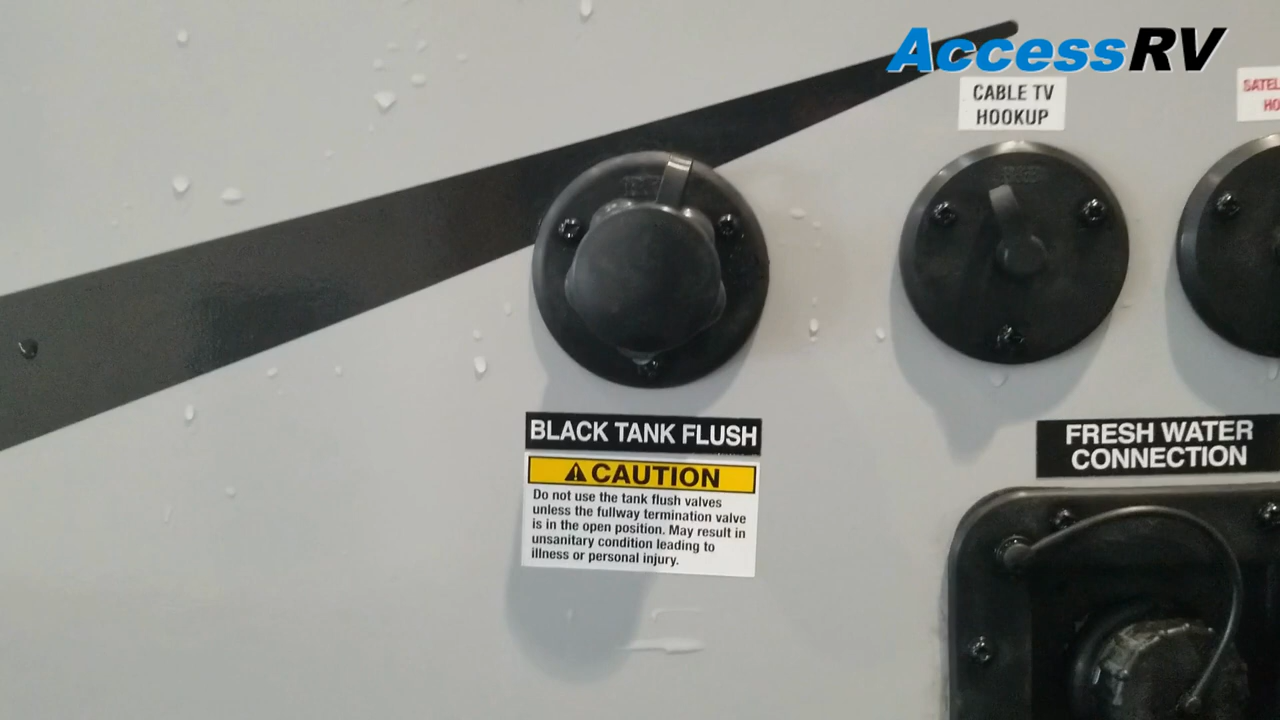 AccessRV
CABLE TV
HOOKUP
BLACK TANK FLUSH
CAUTION
Do not use the tank flush valves
unless the fullway termination valve
is in the open position. May result in
unsanitary condition leading to
illness or personal injury.
FRESH WATER
CONNECTION